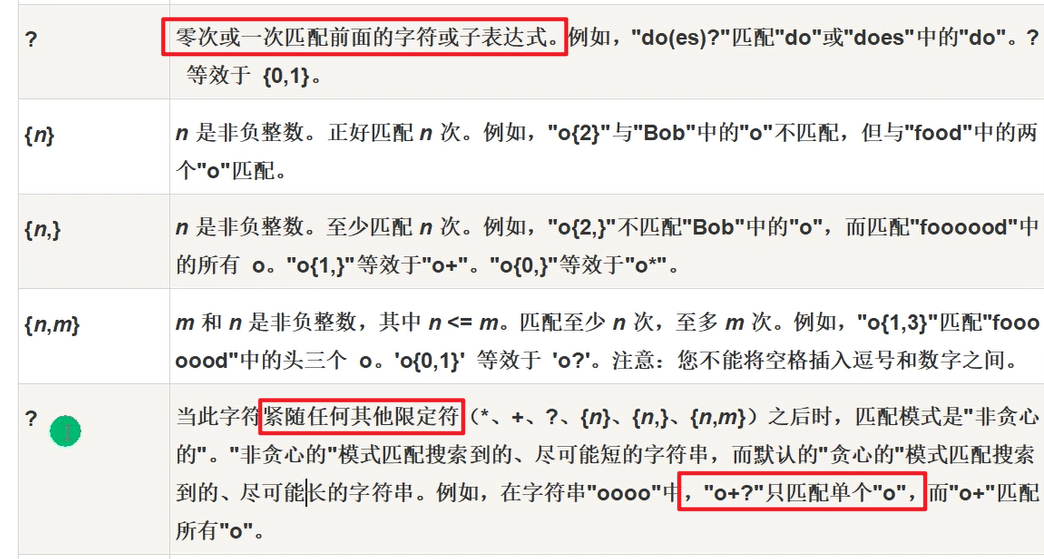 ?
零次或一次匹配前面的字符或子表达式。例如，"do(es)?"匹配"do"或"does"中的"do"。?
等效于 {0,1}。
{n}
n 是非负整数。正好匹配 n 次。例如，"o{2}"与"Bob"中的"o"不匹配，但与"food"中的两
个"o"匹配。
{n,}
n 是非负整数。至少匹配 n 次。例如，"o{2,}"不匹配"Bob"中的"o"，而匹配"foooood"中
的所有 o。"o{1,}"等效于"o+"。"o{0,}"等效于"o*"。
{n,m}
m 和 n 是非负整数，其中 n <= m。匹配至少 n 次，至多 m 次。例如，"o{1,3}"匹配"fooo
oood"中的头三个 o。'o{0,1}' 等效于 'o?'。注意：您不能将空格插入逗号和数字之间。
?
当此字符紧随任何其他限定符（*、+、?、{n}、{n,}、{n,m}）之后时，匹配模式是"非贪心
的"。"非贪心的"模式匹配搜索到的、尽可能短的字符串，而默认的"贪心的"模式匹配搜索
到的、尽可能长的字符串。例如，在字符串"oooo"中，"o+?"只匹配单个"o"，而"o+"匹配
所有"o"。